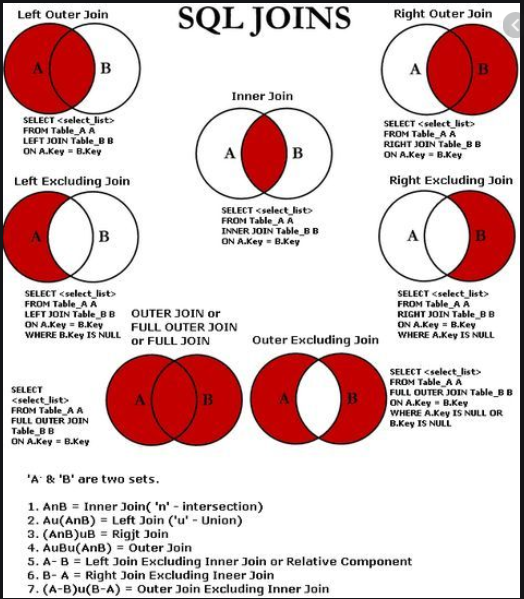 SQL JOINS
Left Outer Join
A B
SELECT <select_list>
FROM Table_A A
LEFT JOIN Table_B B
ON A.Key = B.Key
Right Outer Join
A B
SELECT <select_list>
FROM Table_A A
RIGHT JOIN Table_B B
ON A.Key = B.Key
Inner Join
A B
SELECT <select_list>
FROM Table_A A
INNER JOIN Table_B B
ON A.Key = B.Key
Left Excluding Join
A B
SELECT <select_list>
FROM Table_A A
LEFT JOIN Table_B B
ON A.Key = B.Key
WHERE B.Key IS NULL
Right Excluding Join
A B
SELECT <select_list>
FROM Table_A A
RIGHT JOIN Table_B B
ON A.Key = B.Key
WHERE A.Key IS NULL
OUTER JOIN or
FULL OUTER JOIN
or FULL JOIN
A B
SELECT
<select_list>
FROM Table_A A
FULL OUTER JOIN
Table_B B
ON A.Key = B.Key
Outer Excluding Join
A B
SELECT <select_list>
FROM Table_A A
FULL OUTER JOIN Table_B B
ON A.Key = B.Key
WHERE A.Key IS NULL OR
B.Key IS NULL
'A' & 'B' are two sets.
1. AnB = Inner Join( 'n' - intersection)
2. Au(AnB) = Left Join ('u' - Union)
3. (AnB)uB = Rigjt Join
4. AuBu(AnB) = Outer Join
5. A- B = Left Join Excluding Inner Join or Relative Component
6. B- A = Right Join Excluding Ineer Join
7. (A-B)u(B-A) = Outer Join Excluding Inner Join